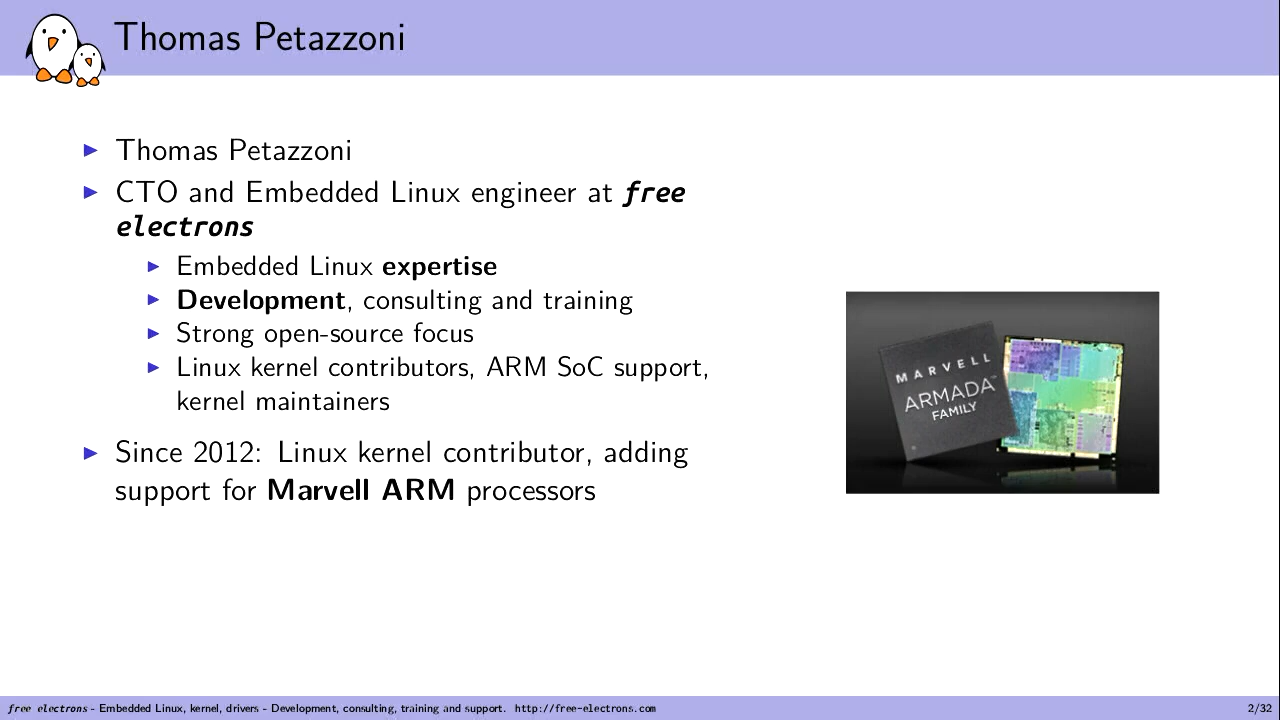 Thomas Petazzoni
Thomas Petazzoni
CTO and Embedded Linux engineer at free
electrons
Embedded Linux expertise
Development, consulting and training
Strong open-source focus
Linux kernel contributors, ARM SoC support,
kernel maintainers
Since 2012: Linux kernel contributor, adding
support for Marvell ARM processors
MARVELL
ARMADA™
FAMILY
free electrons - Embedded Linux, kernel, drivers - Development, consulting, training and support. http://free-electrons.com
2/32